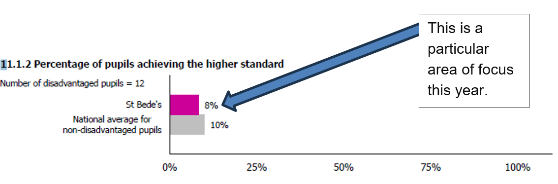 This is a
particular
area of focus
this year.
11.1.2 Percentage of pupils achieving the higher standard
Number of disadvantaged pupils = 12
St Bede's 8%
National average for
non-disadvantaged pupils 10%
0% 25% 50% 75% 100%